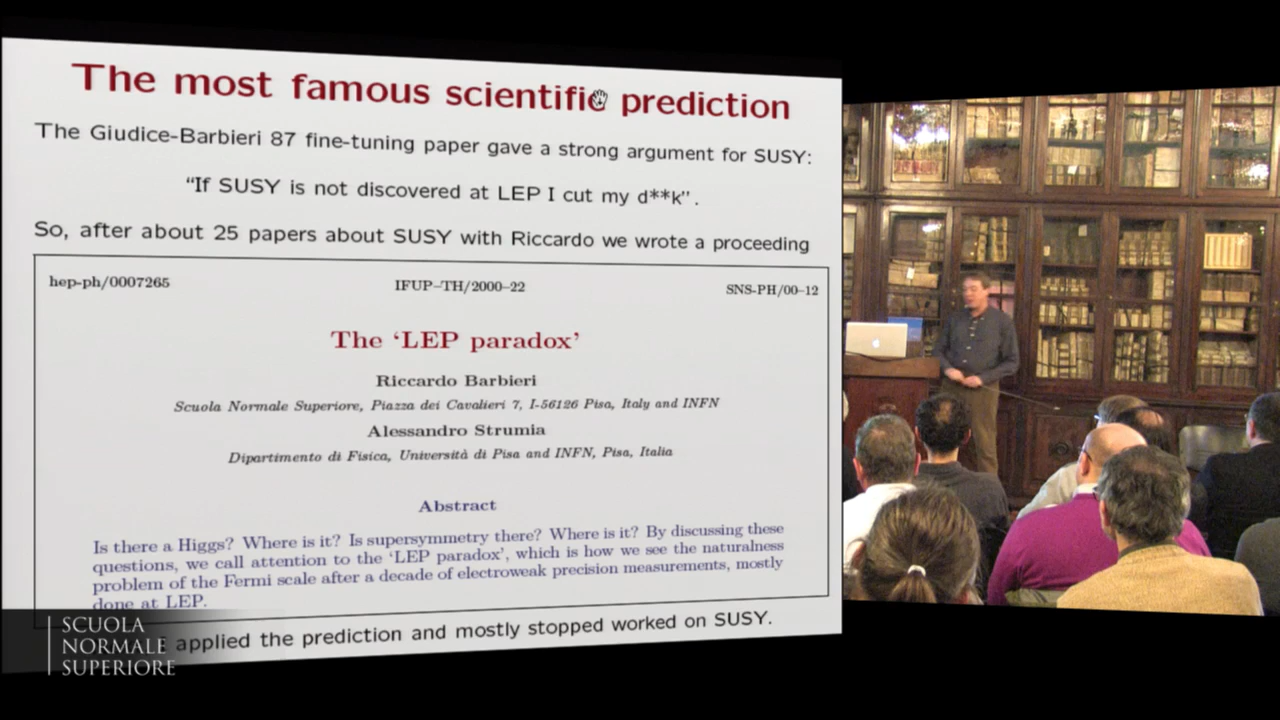 The most famous scientific prediction
The Giudice-Barbieri 87 fine-tuning paper gave a strong argument for SUSY:
“If SUSY is not discovered at LEP I cut my d**k”.
So, after about 25 papers about SUSY with Riccardo we wrote a proceeding
hep-ph/0007265 IFUP–TH/2000–22 SNS-PH/00–12
The ‘LEP paradox’
Riccardo Barbieri
Scuola Normale Superiore, Piazza dei Cavalieri 7, I-56126 Pisa, Italy and INFN
Alessandro Strumia
Dipartimento di Fisica, Università di Pisa and INFN, Pisa, Italia
Abstract
Is there a Higgs? Where is it? Is supersymmetry there? Where is it? By discussing these
questions, we call attention to the ‘LEP paradox’, which is how we see the naturalness
problem of the Fermi scale after a decade of electroweak precision measurements, mostly
done at LEP.
applied the prediction and mostly stopped worked on SUSY.
SCUOLA
NORMALE
SUPERIORE